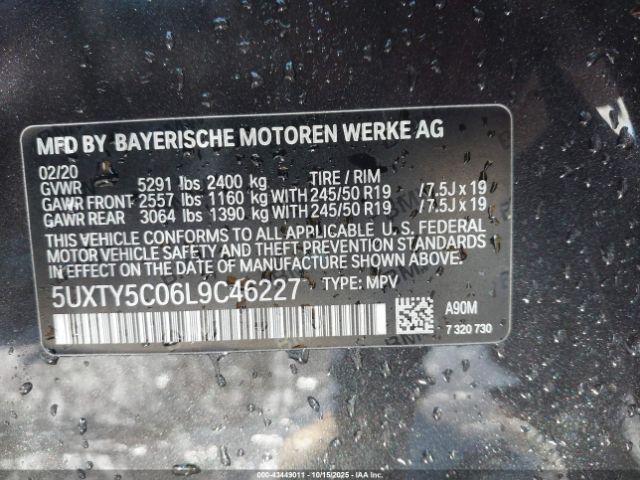 MFD BY BAYERISCHE MOTOREN WERKE AG
02/20
GVWR 5291 lbs 2400 kg TIRE / RIM
GAWR FRONT 2557 lbs 1160 kg WITH 245/50 R19 / 7.5J x 19
GAWR REAR 3064 lbs 1390 kg WITH 245/50 R19 / 7.5J x 19
THIS VEHICLE CONFORMS TO ALL APPLICABLE U. S. FEDERAL
MOTOR VEHICLE SAFETY AND THEFT PREVENTION STANDARDS
IN EFFECT ON THE DATE OF MANUFACTURE SHOWN ABOVE.
5UXTY5C06L9C46227 TYPE: MPV
A90M
7 320 730
000-43449011 - 10/15/2025 - COPYRIGHT IAA, LLC